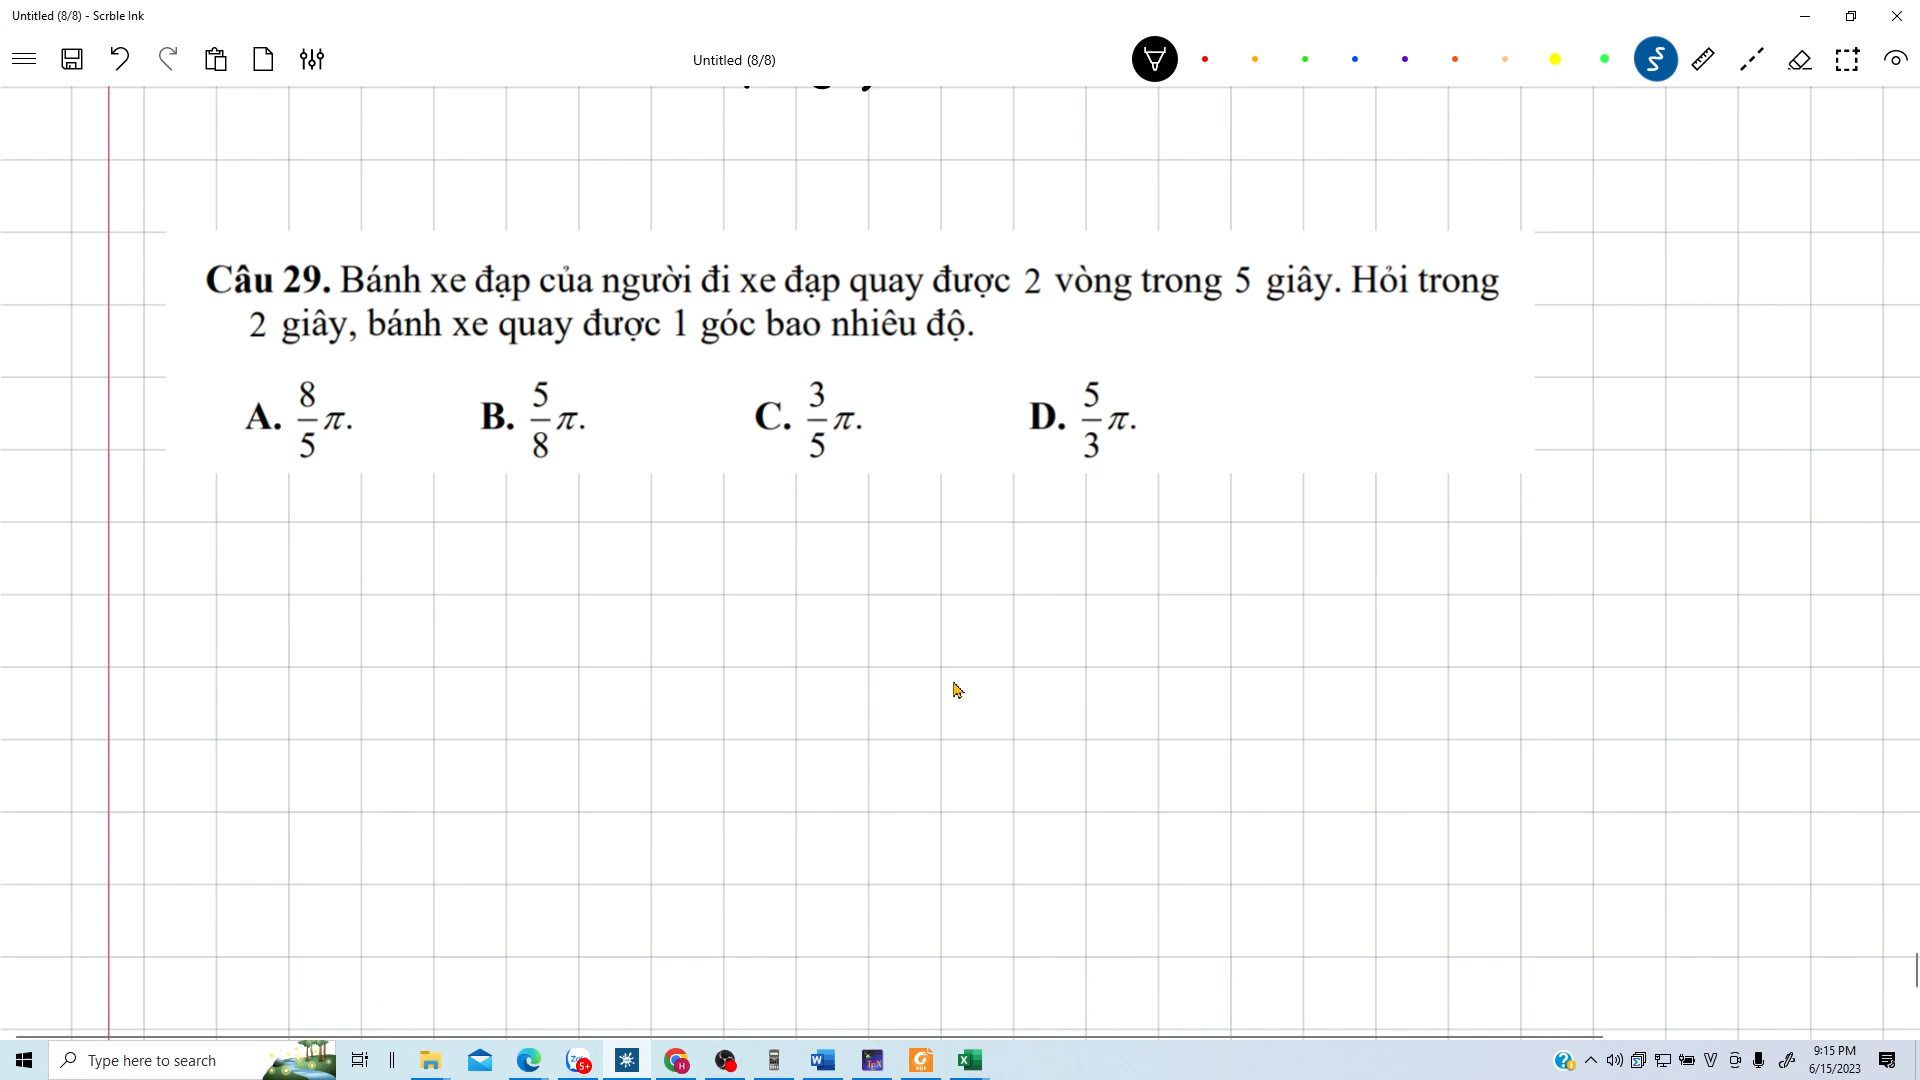 Untitled (8/8) - Scrble Ink
Untitled (8/8)
Câu 29. Bánh xe đạp của người đi xe đạp quay được 2 vòng trong 5 giây. Hỏi trong
2 giây, bánh xe quay được 1 góc bao nhiêu độ.
A. 8/5 π. B. 5/8 π. C. 3/5 π. D. 5/3 π.
Type here to search
9:15 PM
6/15/2023